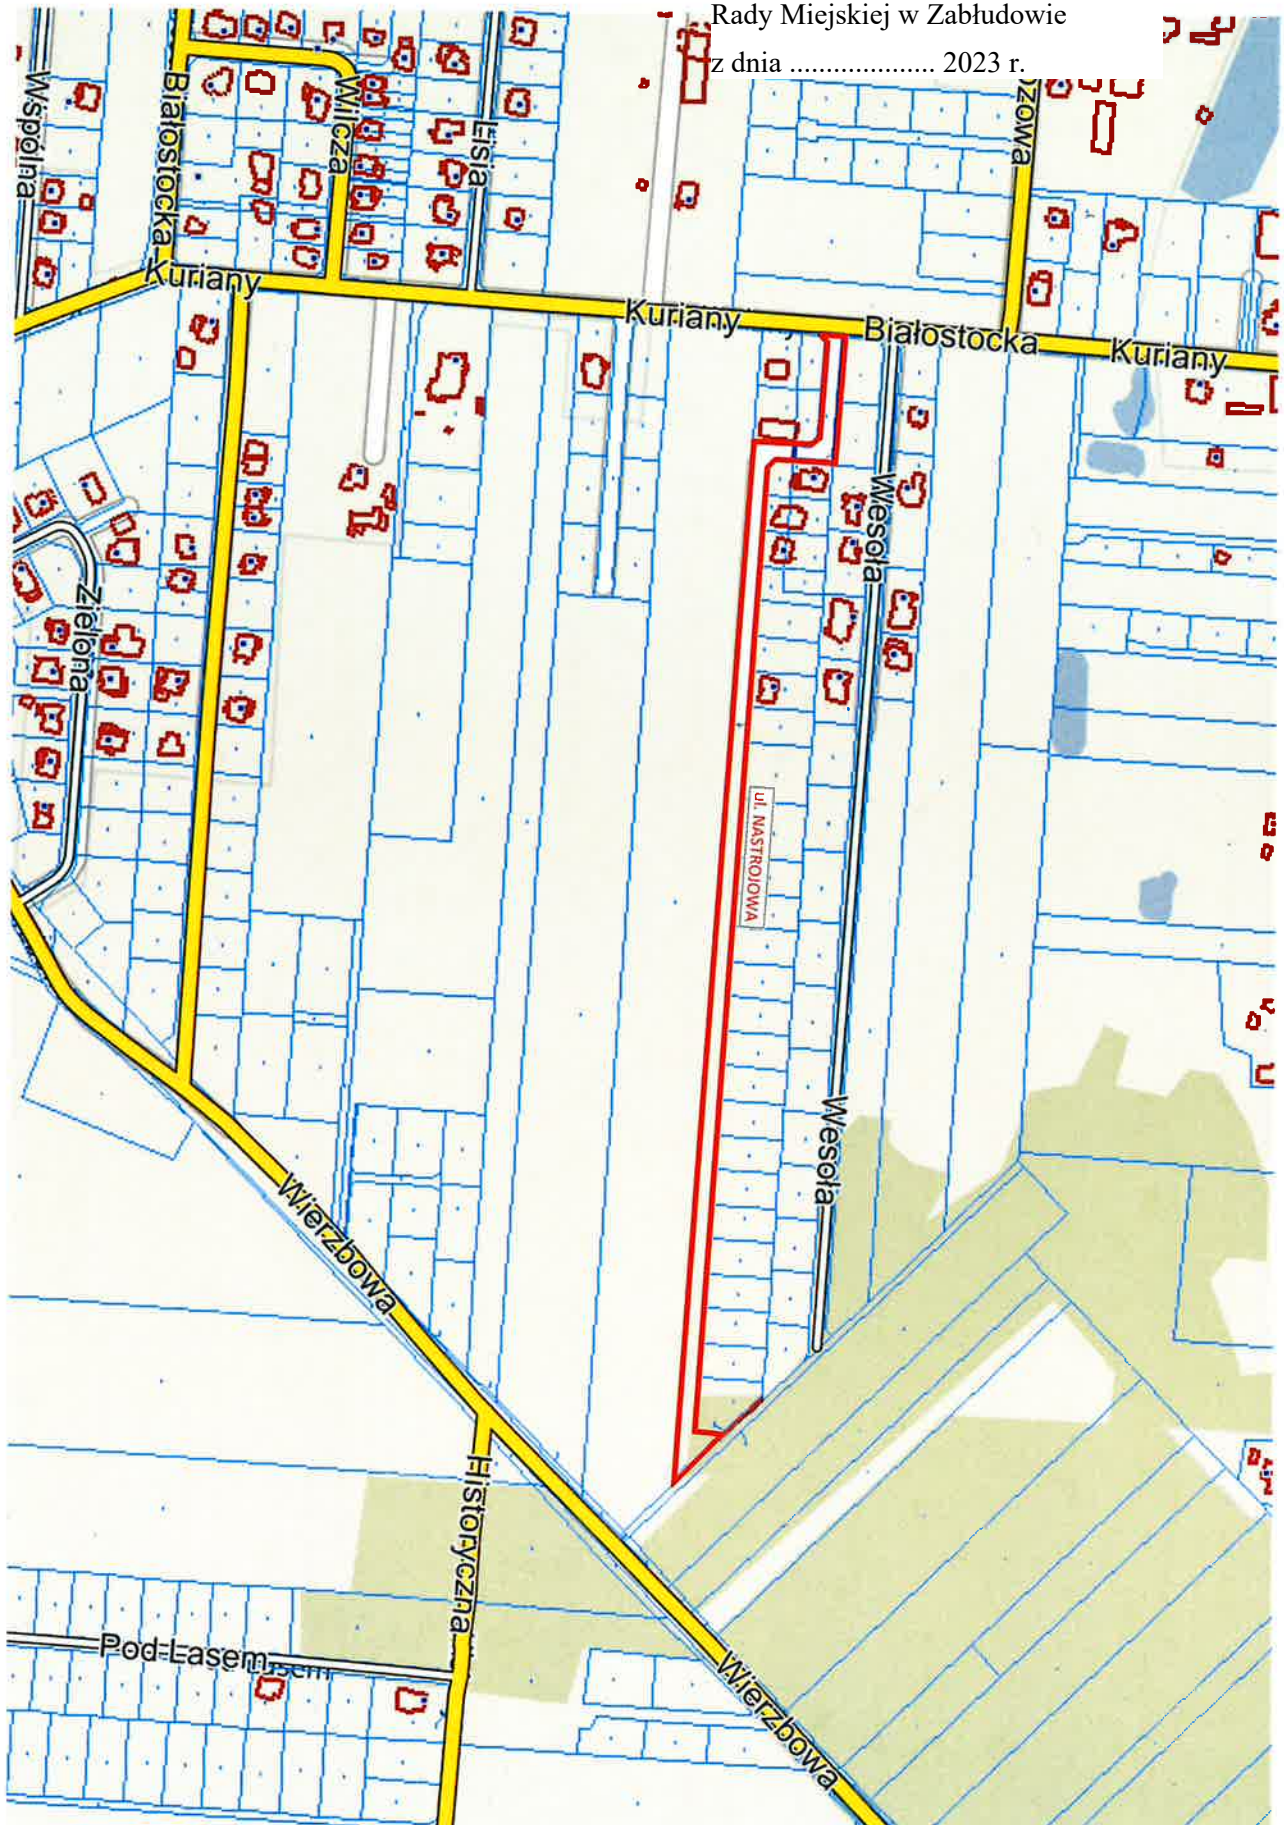 Rady Miejskiej w Zabłudowie
z dnia ................... 2023 r.
Wspólna
Białostocka
Wilcza
Lisia
Kuriany
Kuriany
Białostocka
Kuriany
Wesoła
Zielona
ul. NASTROJOWA
Wesoła
Wierzbowa
Historyczna
Pod Lasem
Wierzbowa